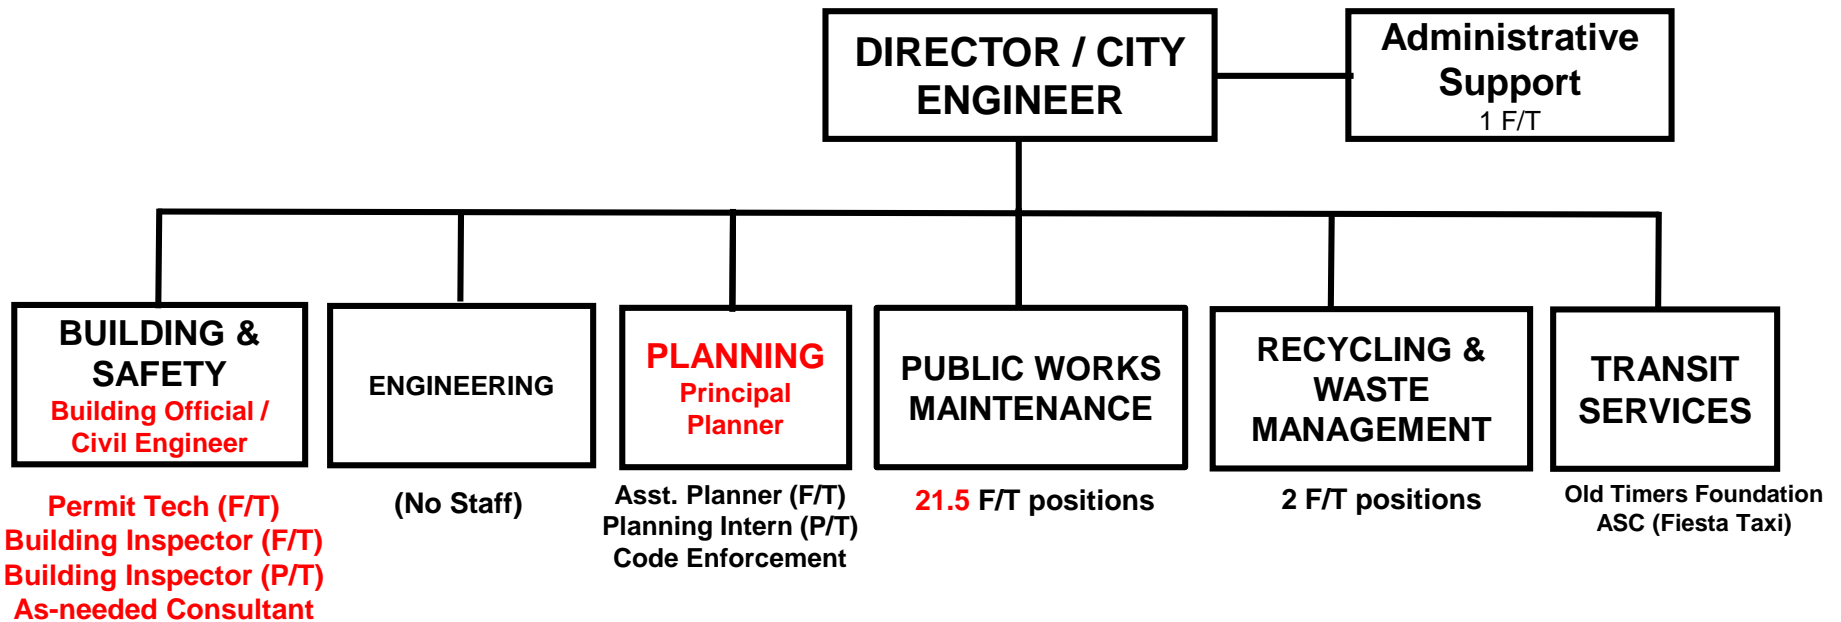 DIRECTOR / CITY
ENGINEER
Administrative
Support
1 F/T
BUILDING &
SAFETY
Building Official /
Civil Engineer
Permit Tech (F/T)
Building Inspector (F/T)
Building Inspector (P/T)
As-needed Consultant
ENGINEERING
(No Staff)
PLANNING
Principal
Planner
Asst. Planner (F/T)
Planning Intern (P/T)
Code Enforcement
PUBLIC WORKS
MAINTENANCE
21.5 F/T positions
RECYCLING &
WASTE
MANAGEMENT
2 F/T positions
TRANSIT
SERVICES
Old Timers Foundation
ASC (Fiesta Taxi)